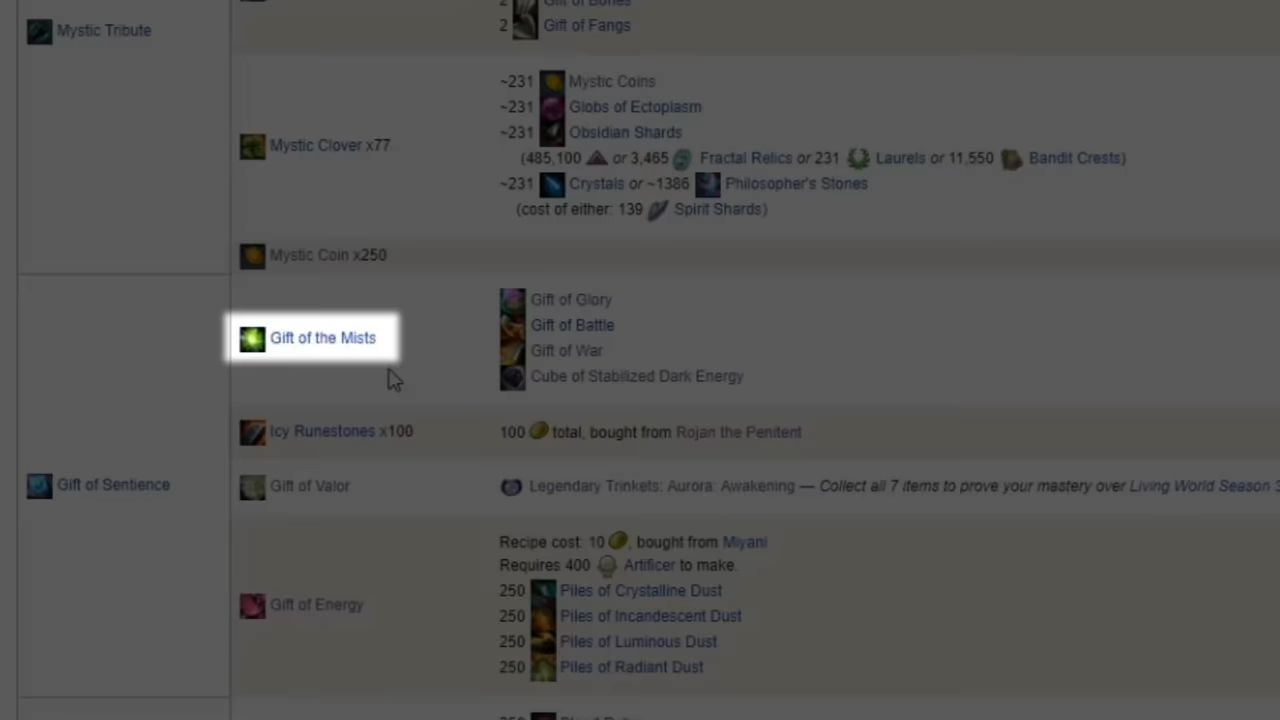 2 Gift of Bones
Mystic Tribute
2 Gift of Fangs
~231 Mystic Coins
~231 Globs of Ectoplasm
~231 Obsidian Shards
Mystic Clover x77
(485,100 or 3,465 Fractal Relics or 231 Laurels or 11,550 Bandit Crests)
~231 Crystals or ~1386 Philosopher's Stones
(cost of either: 139 Spirit Shards)
Mystic Coin x250
Gift of Glory
Gift of Battle
Gift of the Mists
Gift of War
Cube of Stabilized Dark Energy
Icy Runestones x100
100 total, bought from Rojan the Penitent
Gift of Sentience
Gift of Valor
Legendary Trinkets: Aurora: Awakening — Collect all 7 items to prove your mastery over Living World Season 3
Recipe cost: 10 , bought from Miyani
Requires 400 Artificer to make.
250 Piles of Crystalline Dust
Gift of Energy
250 Piles of Incandescent Dust
250 Piles of Luminous Dust
250 Piles of Radiant Dust